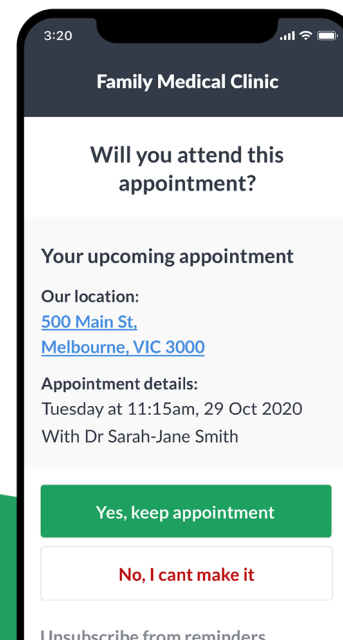 3:20
Family Medical Clinic
Will you attend this
appointment?
Your upcoming appointment
Our location:
500 Main St,
Melbourne, VIC 3000
Appointment details:
Tuesday at 11:15am, 29 Oct 2020
With Dr Sarah-Jane Smith
Yes, keep appointment
No, I cant make it
Unsubscribe from reminders